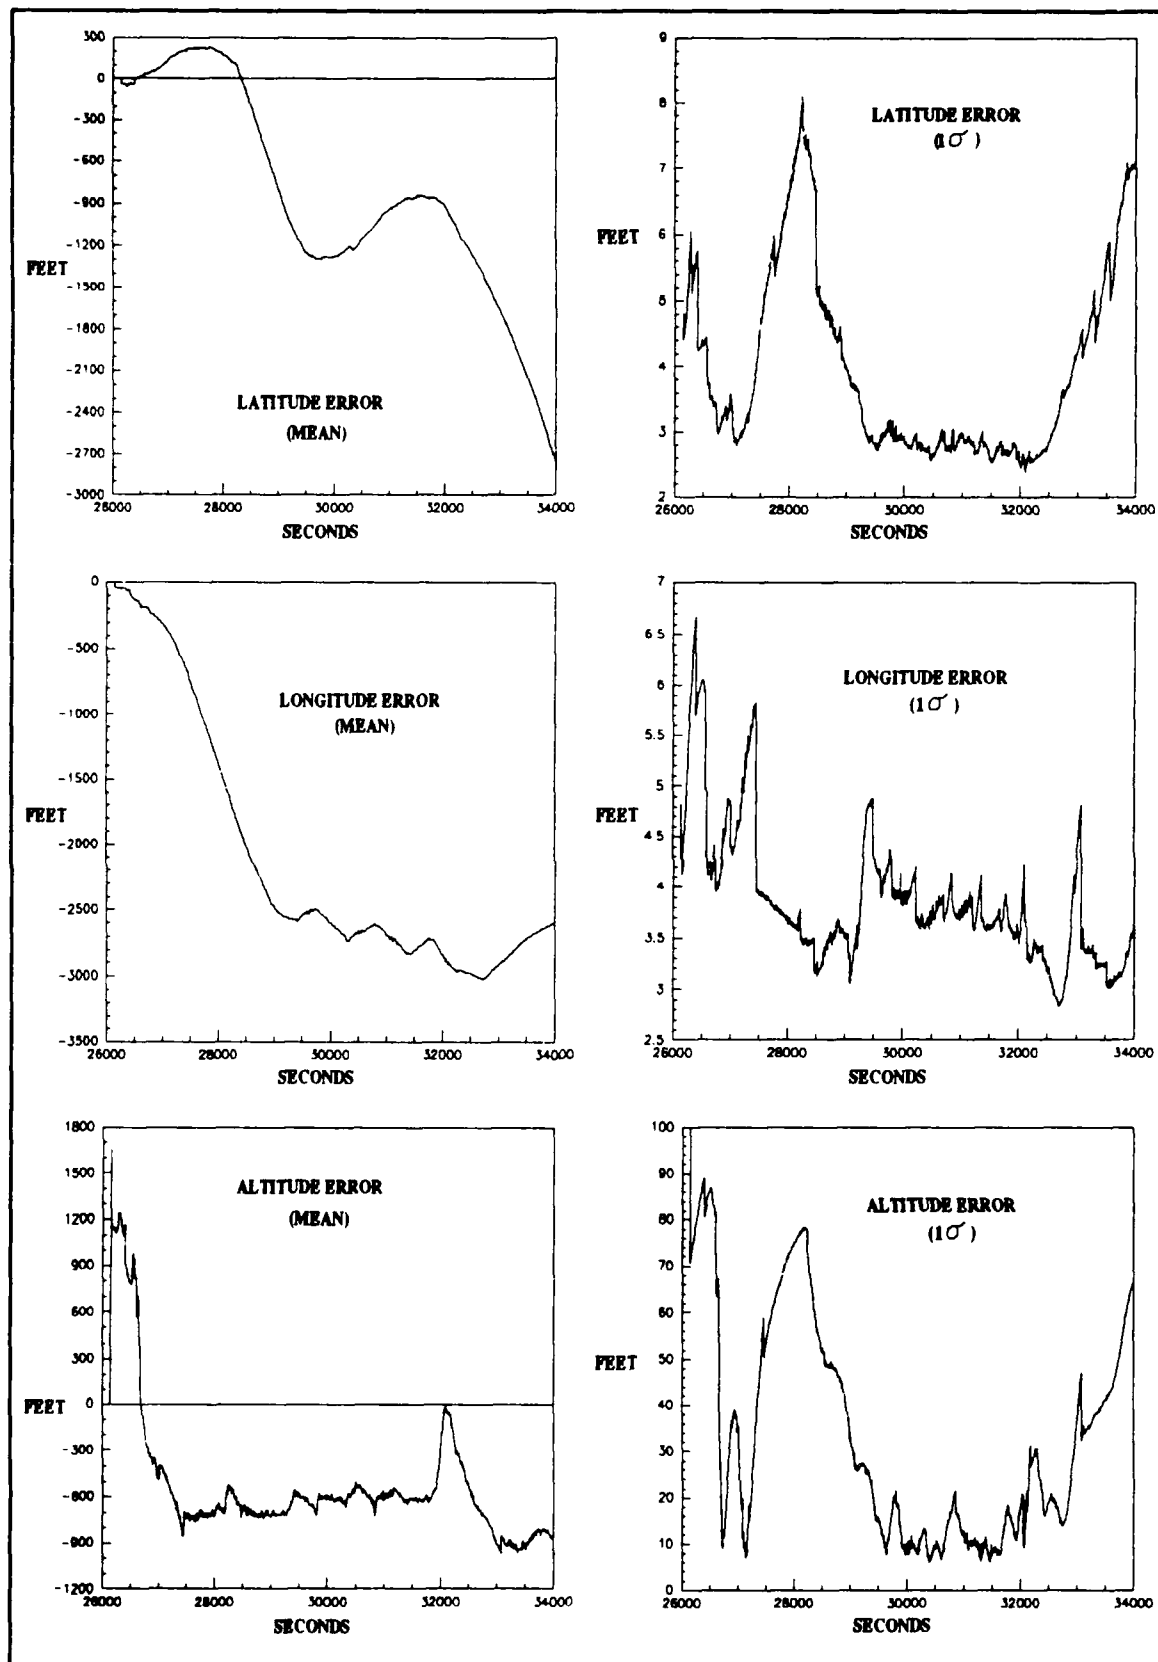 300
0
-300
-600
-900
-1200
-1500
-1800
-2100
-2400
-2700
-3000
FEET
LATITUDE ERROR
(MEAN)
26000 28000 30000 32000 34000
SECONDS
9
8
7
6
5
4
3
2
FEET
LATITUDE ERROR
(1σ)
26000 28000 30000 32000 34000
SECONDS
0
-500
-1000
-1500
-2000
-2500
-3000
-3500
FEET
LONGITUDE ERROR
(MEAN)
26000 28000 30000 32000 34000
SECONDS
7
6.5
6
5.5
5
4.5
4
3.5
3
2.5
FEET
LONGITUDE ERROR
(1σ)
26000 28000 30000 32000 34000
SECONDS
1800
1500
1200
900
600
300
0
-300
-600
-900
-1200
FEET
ALTITUDE ERROR
(MEAN)
26000 28000 30000 32000 34000
SECONDS
100
90
80
70
60
50
40
30
20
10
0
FEET
ALTITUDE ERROR
(1σ)
26000 28000 30000 32000 34000
SECONDS